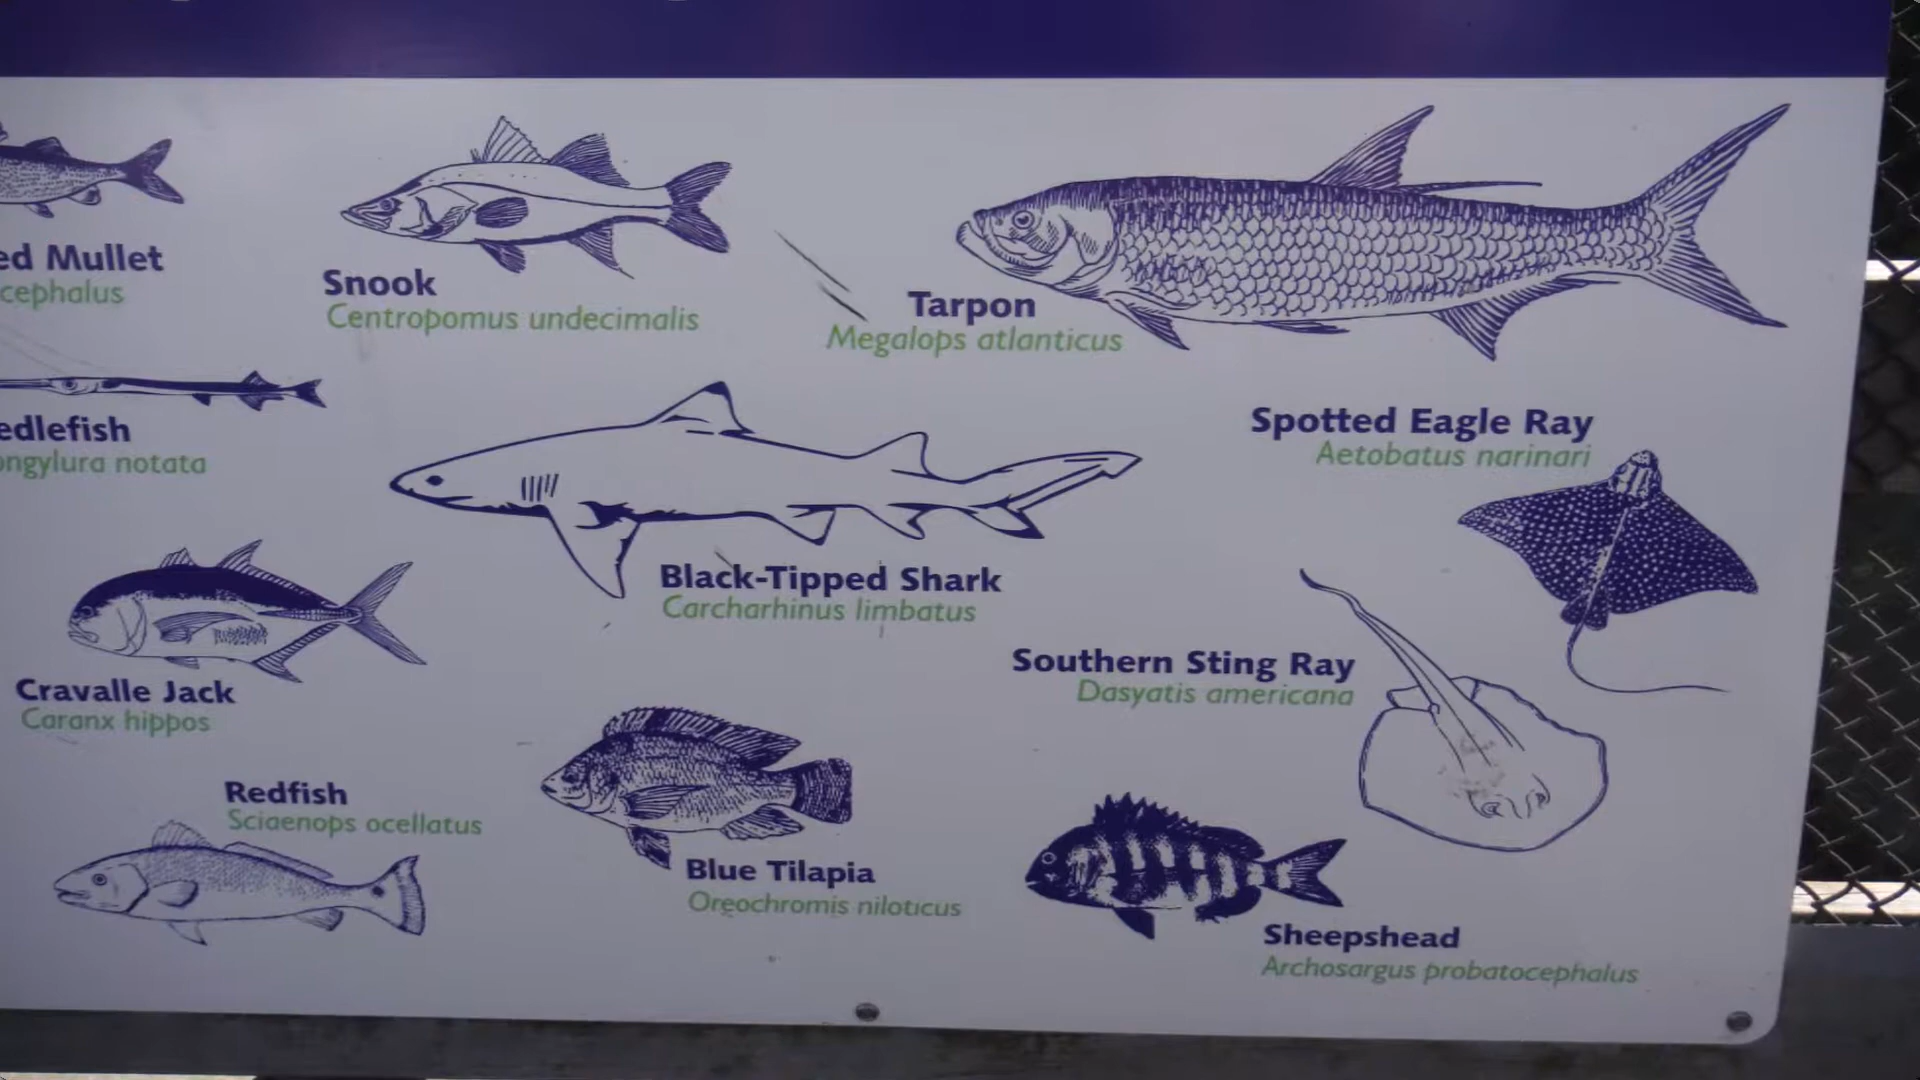 ed Mullet
cephalus
Snook
Centropomus undecimalis
Tarpon
Megalops atlanticus
edlefish
ongylura notata
Spotted Eagle Ray
Aetobatus narinari
Black-Tipped Shark
Carcharhinus limbatus
Cravalle Jack
Caranx hippos
Southern Sting Ray
Dasyatis americana
Redfish
Sciaenops ocellatus
Blue Tilapia
Oreochromis niloticus
Sheepshead
Archosargus probatocephalus